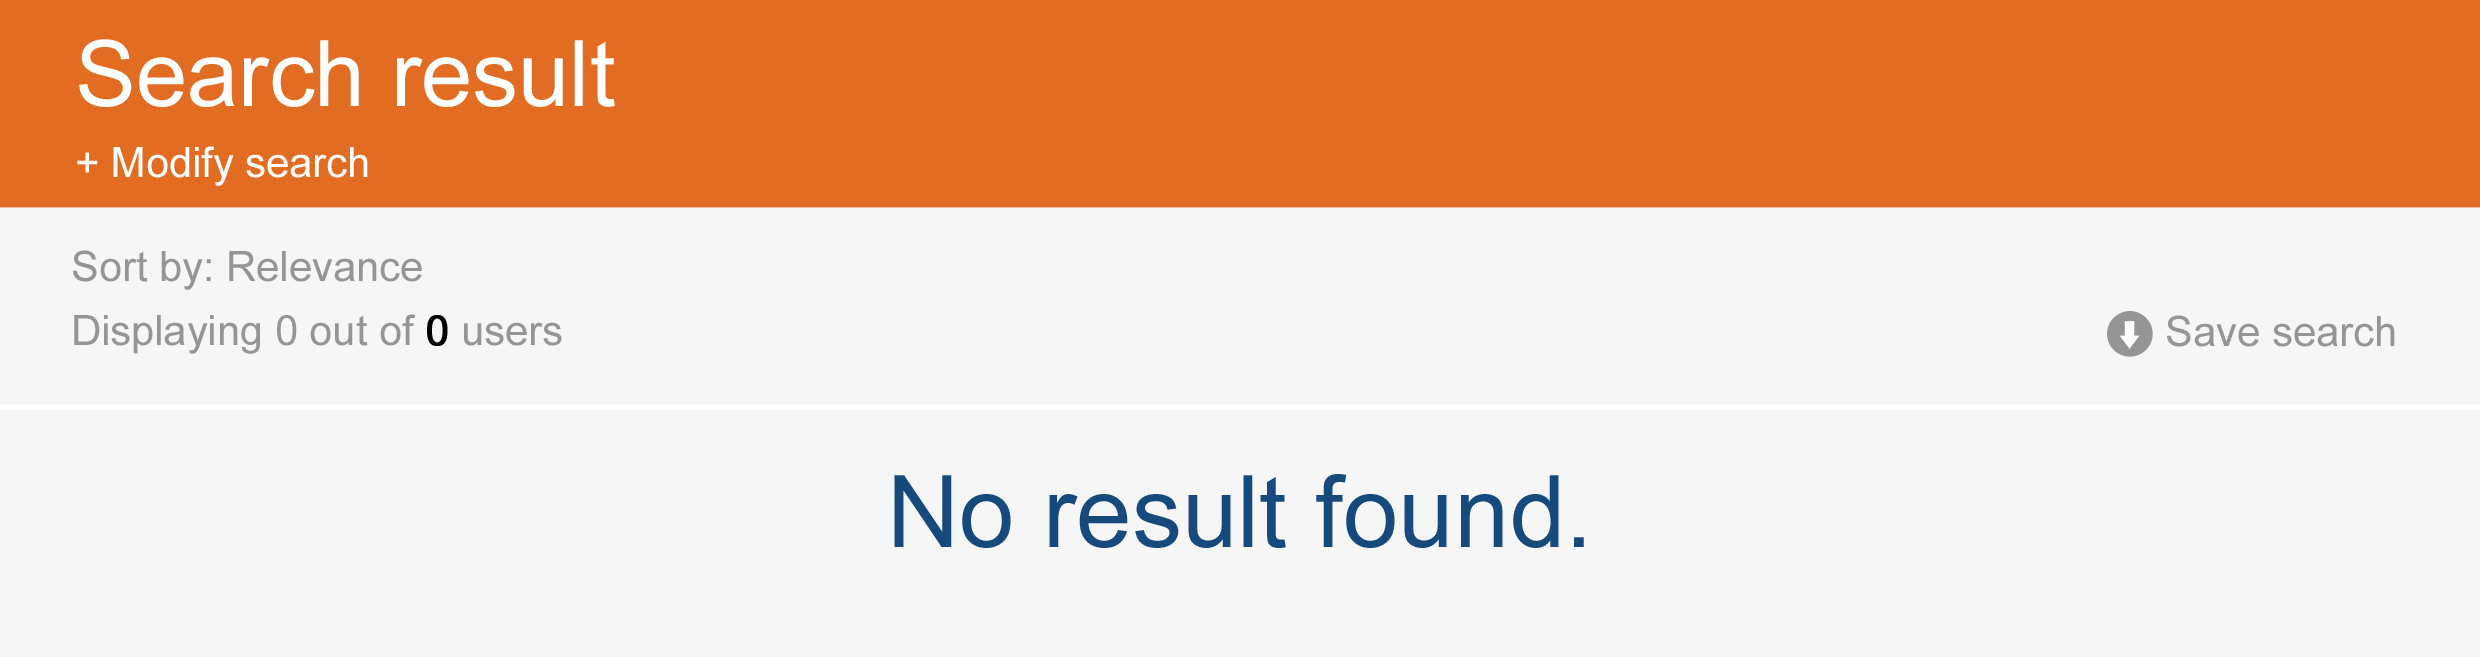 Search result
+ Modify search
Sort by: Relevance
Displaying 0 out of 0 users
Save search
No result found.